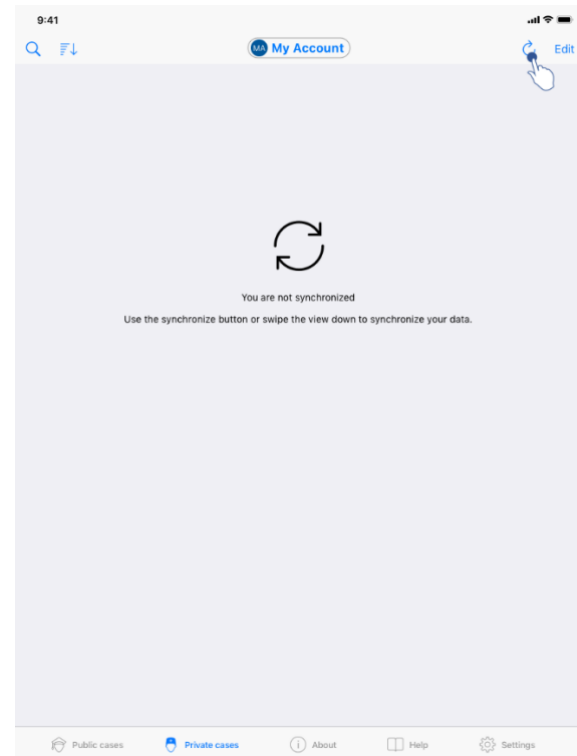 9:41
MA My Account
Edit
You are not synchronized
Use the synchronize button or swipe the view down to synchronize your data.
Public cases
Private cases
About
Help
Settings